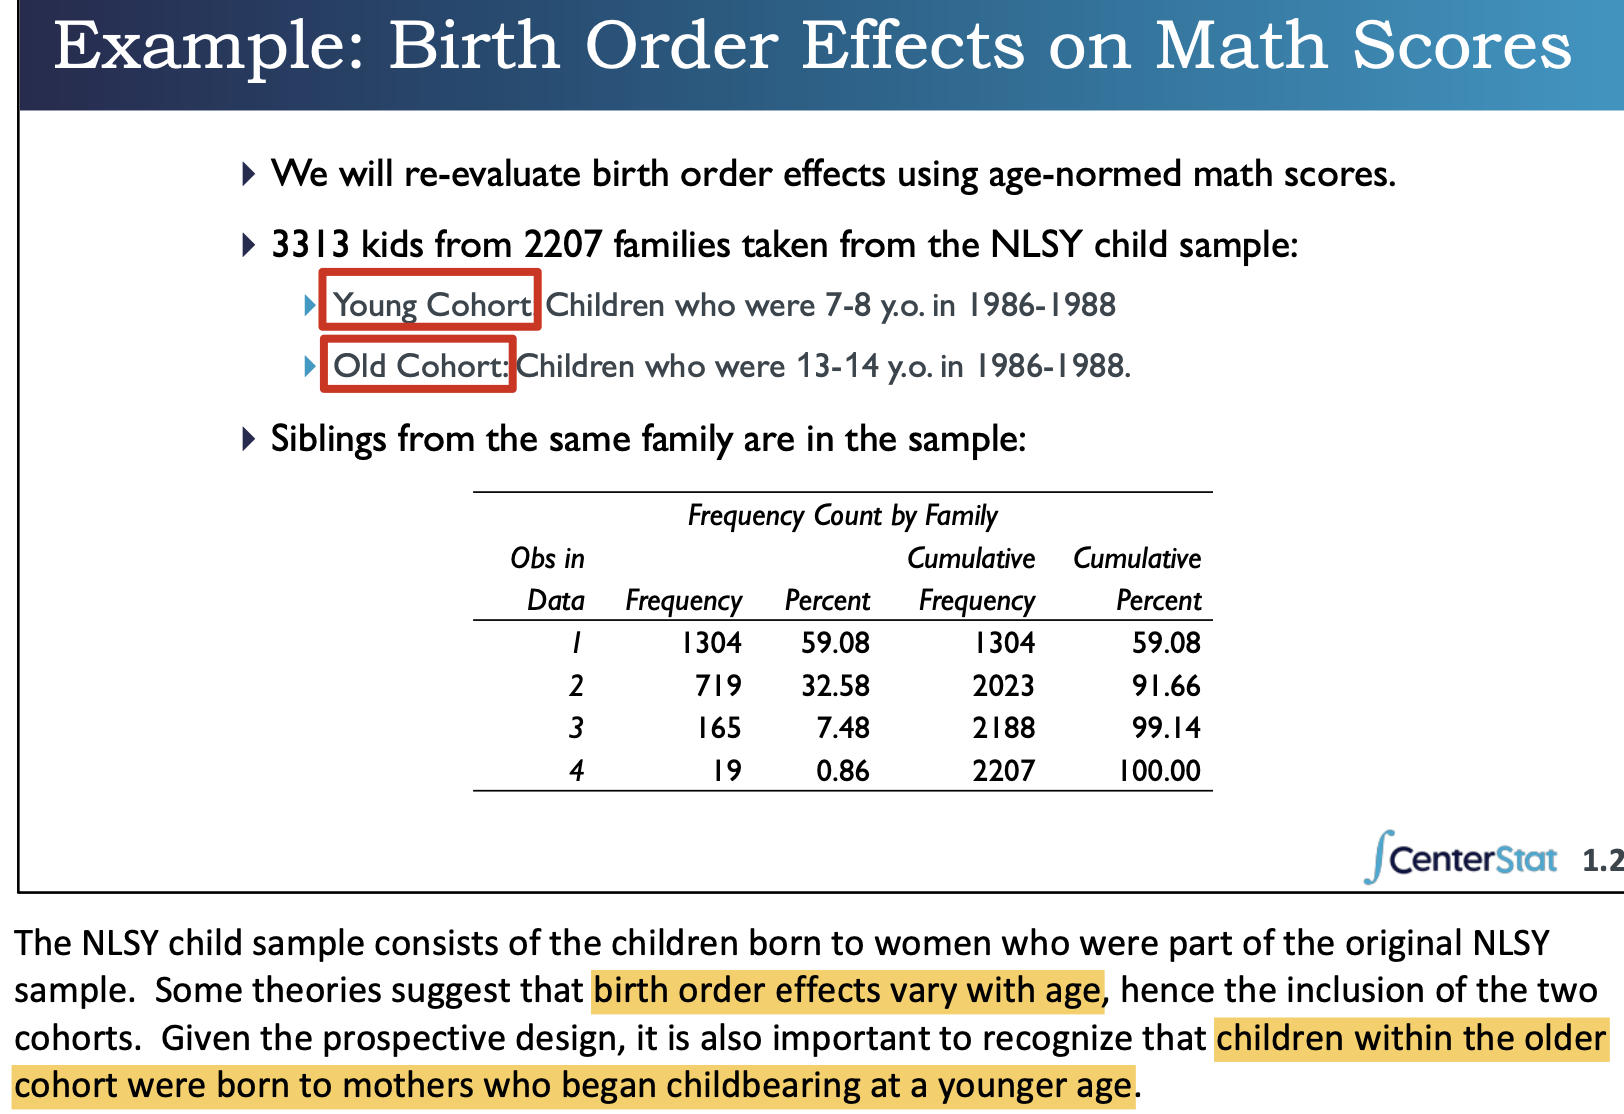 Example: Birth Order Effects on Math Scores
We will re-evaluate birth order effects using age-normed math scores.
3313 kids from 2207 families taken from the NLSY child sample:
Young Cohort: Children who were 7-8 y.o. in 1986-1988
Old Cohort: Children who were 13-14 y.o. in 1986-1988.
Siblings from the same family are in the sample:
Frequency Count by Family
Obs in Cumulative Cumulative
Data Frequency Percent Frequency Percent
1 1304 59.08 1304 59.08
2 719 32.58 2023 91.66
3 165 7.48 2188 99.14
4 19 0.86 2207 100.00
CenterStat 1.2
The NLSY child sample consists of the children born to women who were part of the original NLSY
sample. Some theories suggest that birth order effects vary with age, hence the inclusion of the two
cohorts. Given the prospective design, it is also important to recognize that children within the older
cohort were born to mothers who began childbearing at a younger age.